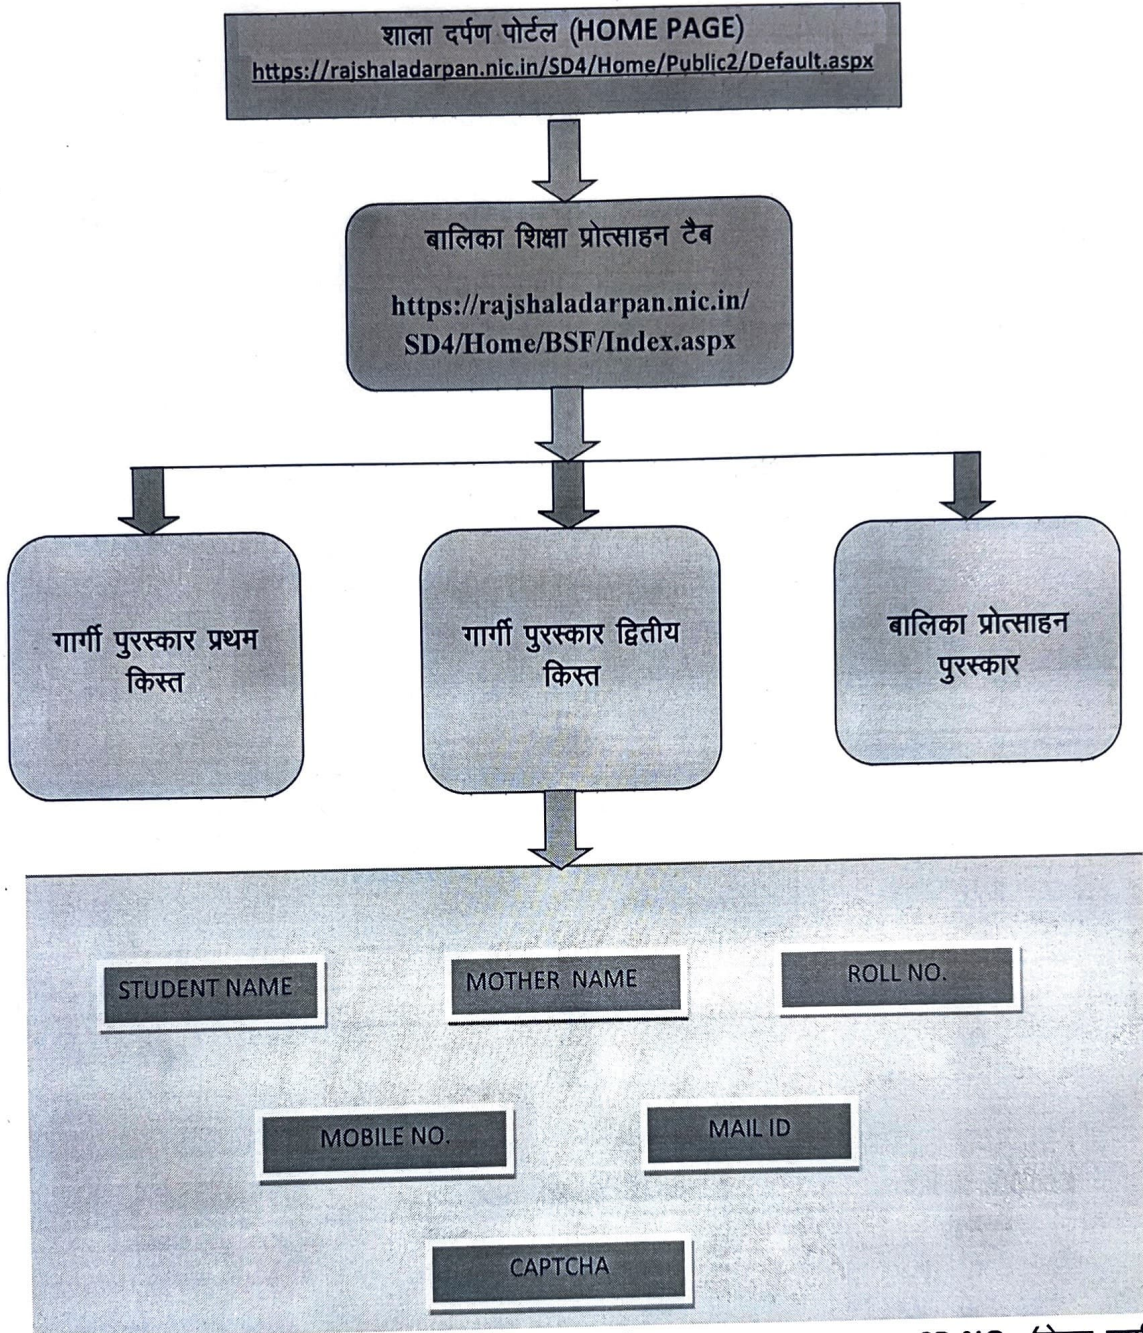 शाला दर्पण पोर्टल (HOME PAGE)
https://rajshaladarpan.nic.in/SD4/Home/Public2/Default.aspx
बालिका शिक्षा प्रोत्साहन टैब
https://rajshaladarpan.nic.in/
SD4/Home/BSF/Index.aspx
गार्गी पुरस्कार प्रथम
किस्त
गार्गी पुरस्कार द्वितीय
किस्त
बालिका प्रोत्साहन
पुरस्कार
STUDENT NAME
MOTHER NAME
ROLL NO.
MOBILE NO.
MAIL ID
CAPTCHA